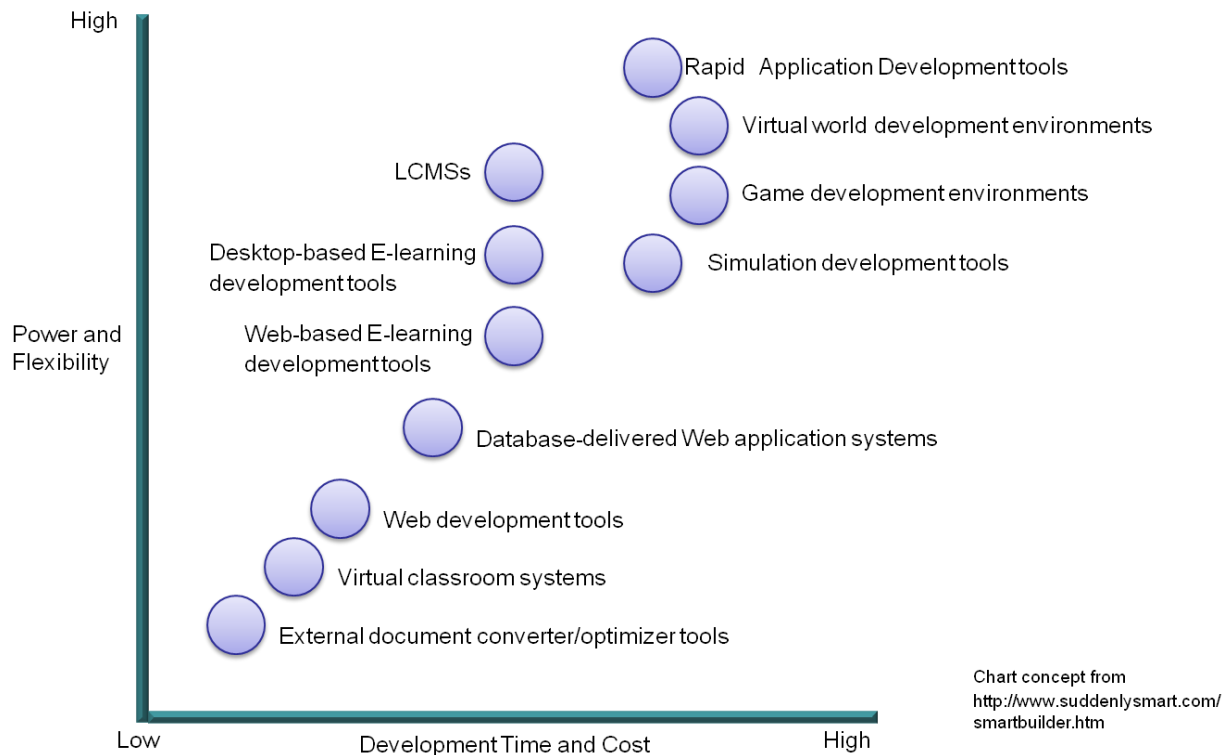 High
Rapid Application Development tools
Virtual world development environments
LCMSs
Game development environments
Desktop-based E-learning
development tools
Simulation development tools
Power and
Flexibility
Web-based E-learning
development tools
Database-delivered Web application systems
Web development tools
Virtual classroom systems
External document converter/optimizer tools
Chart concept from
http://www.suddenlysmart.com/
smartbuilder.htm
Low
Development Time and Cost
High